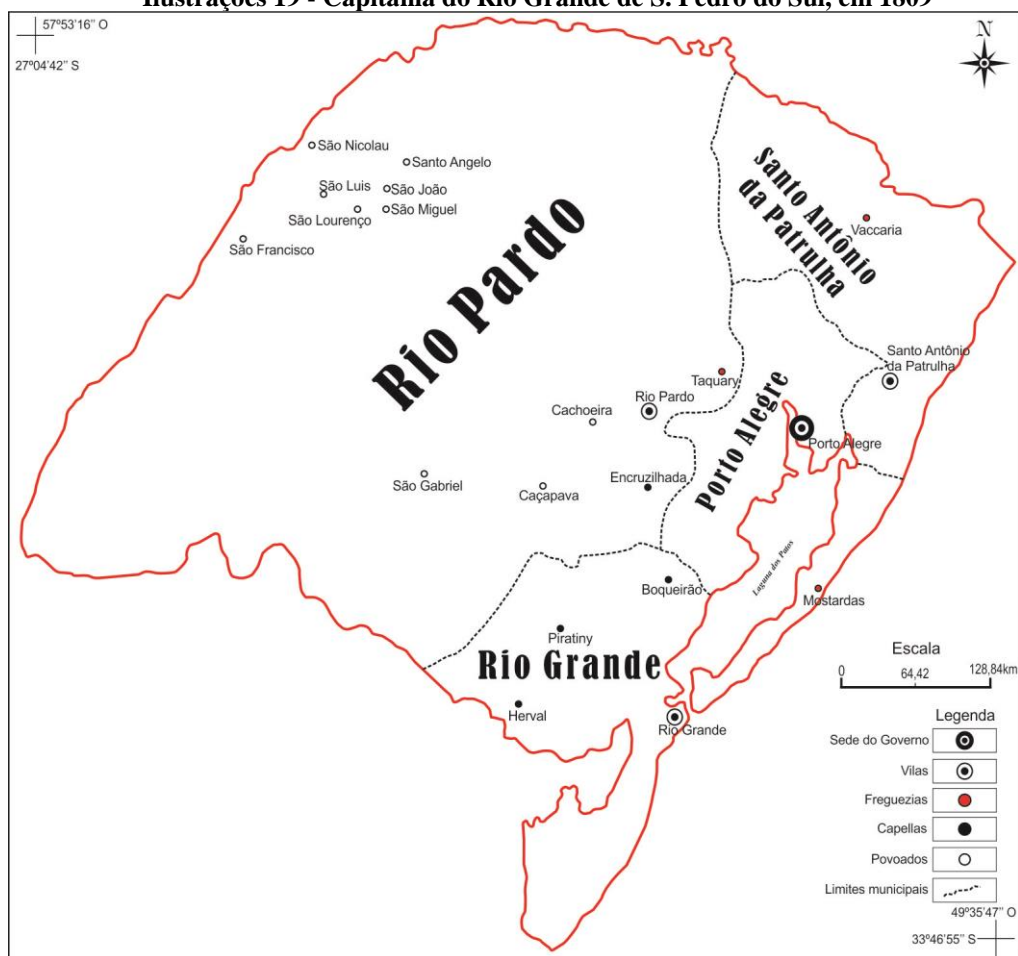 Ilustrações 19 - Capitania do Rio Grande de S. Pedro do Sul, em 1809
57º53'16'' O
27º04'42'' S
N
São Nicolau
Santo Angelo
São Luis
São João
São Lourenço
São Miguel
São Francisco
Rio Pardo
Santo Antônio
da Patrulha
Vaccaria
Santo Antônio
da Patrulha
Taquary
Rio Pardo
Cachoeira
Porto Alegre
Porto Alegre
São Gabriel
Caçapava
Encruzilhada
Boqueirão
Laguna dos Patos
Mostardas
Piratiny
Rio Grande
Herval
Rio Grande
Escala
0 64,42 128,84km
Legenda
Sede do Governo
Vilas
Freguezias
Capellas
Povoados
Limites municipais
49º35'47'' O
33º46'55'' S